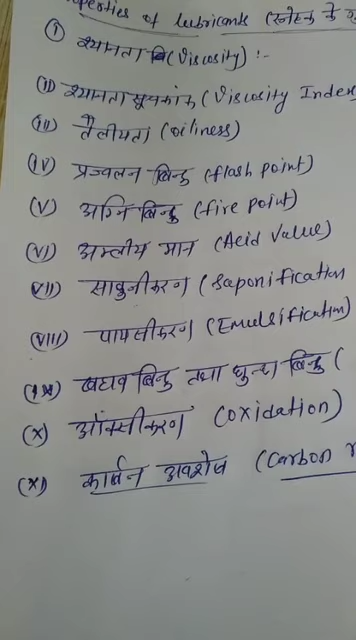 Properties of lubricants (स्नेहक के
(I) श्यानता (Viscosity) :-
(II) श्यानता सूचकांक (Viscosity Index
(III) तैलीयता (oiliness)
(IV) प्रज्वलन बिन्दु (flash point)
(V) अग्नि बिन्दु (fire point)
(VI) अम्लीय मान (Acid Value)
(VII) साबुनीकरण (Saponification
(VIII) पायसीकरण (Emulsification)
(IX) बहाव बिन्दु तथा धुन्ध बिन्दु (
(X) ऑक्सीकरण (oxidation)
(X) कार्बन अवशेष (Carbon